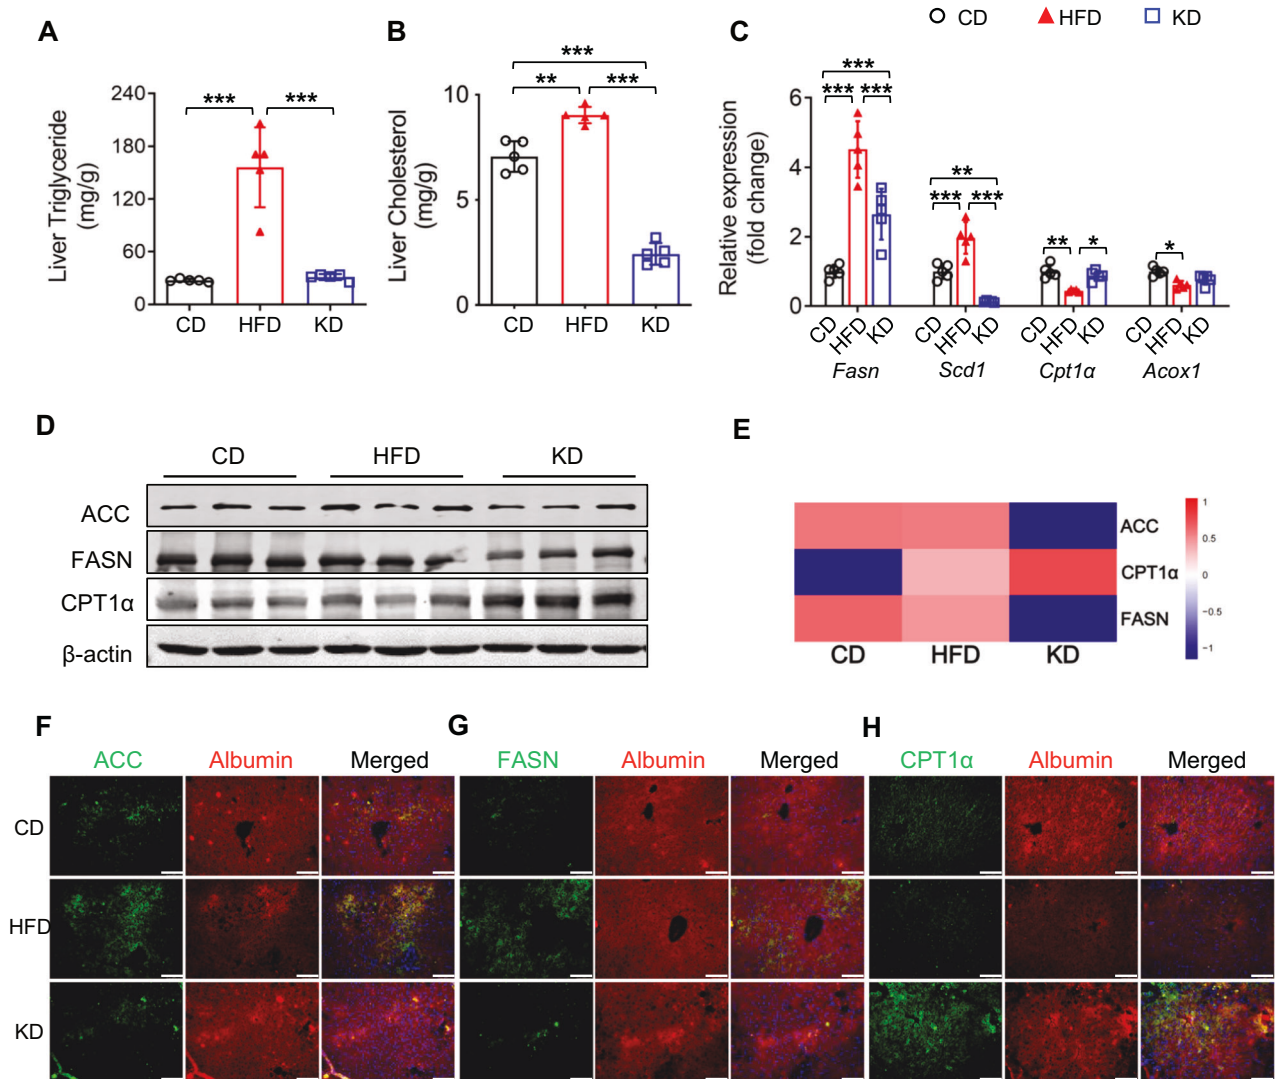 CD HFD KD
A
Liver Triglyceride
(mg/g)
240
180
120
60
0
*** ***
CD HFD KD
B
Liver Cholesterol
(mg/g)
10
5
0
***
** ***
CD HFD KD
C
Relative expression
(fold change)
6
4
2
0
***
*** ***
**
*** ***
** *
*
CD HFD KD CD HFD KD CD HFD KD CD HFD KD
Fasn Scd1 Cpt1α Acox1
D
CD HFD KD
ACC
FASN
CPT1α
β-actin
E
ACC
CPT1α
FASN
CD HFD KD
1
0.5
0
−0.5
−1
F
ACC Albumin Merged
G
FASN Albumin Merged
H
CPT1α Albumin Merged
CD
HFD
KD